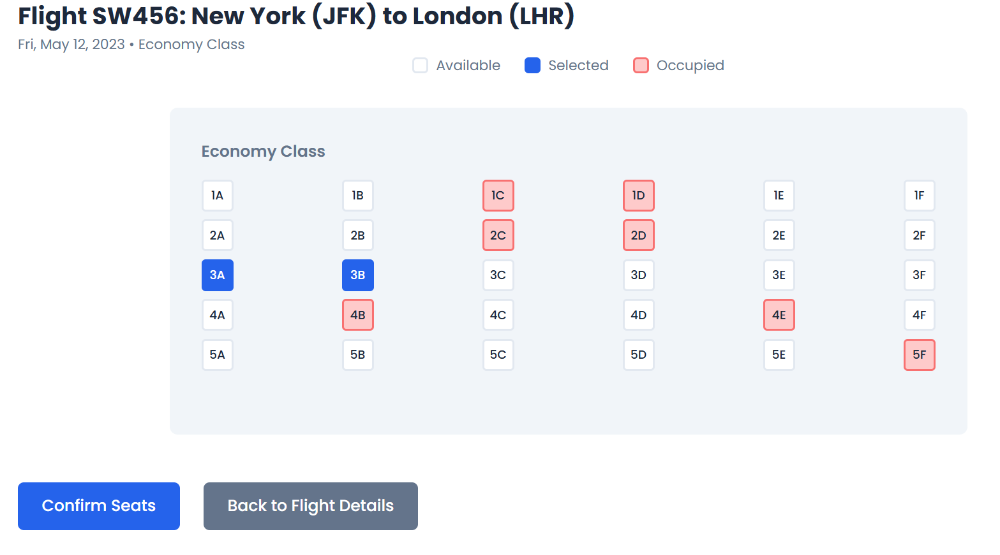 Flight SW456: New York (JFK) to London (LHR)
Fri, May 12, 2023 • Economy Class
Available Selected Occupied
Economy Class
1A 1B 1C 1D 1E 1F
2A 2B 2C 2D 2E 2F
3A 3B 3C 3D 3E 3F
4A 4B 4C 4D 4E 4F
5A 5B 5C 5D 5E 5F
Confirm Seats Back to Flight Details